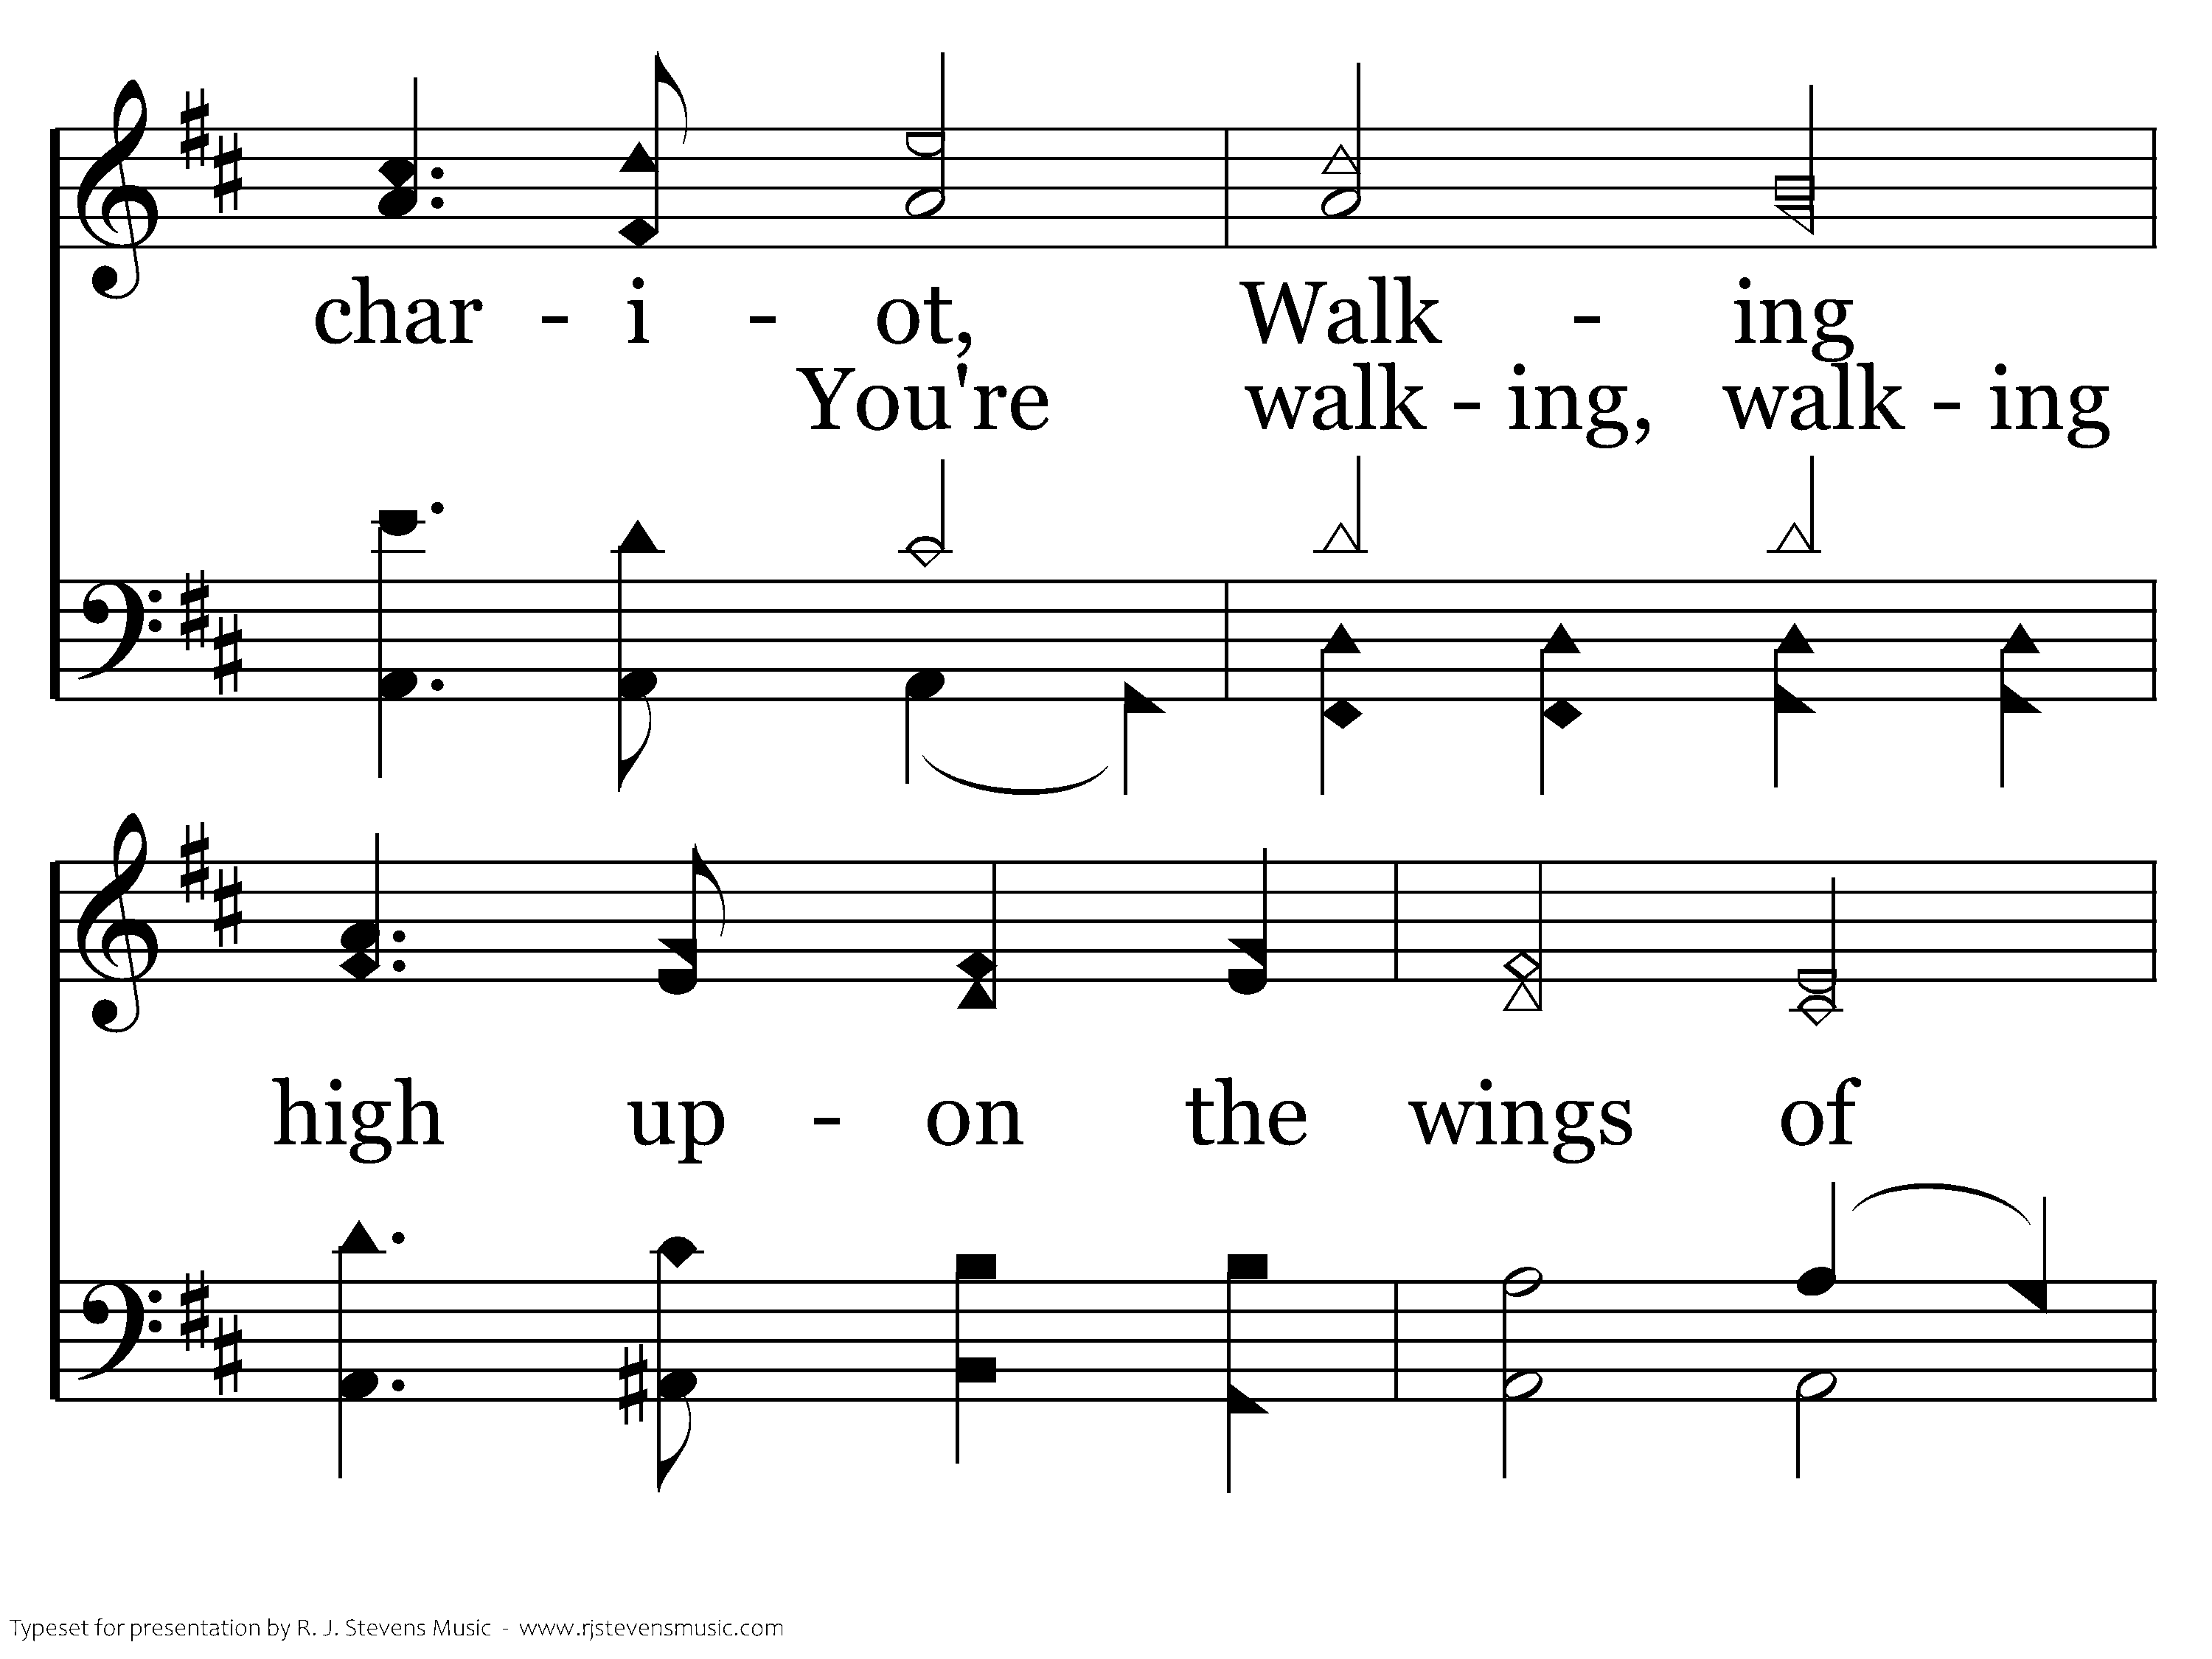 char - i - ot, Walk - ing
You're walk - ing, walk - ing
high up - on the wings of
Typeset for presentation by R. J. Stevens Music - www.rjstevensmusic.com